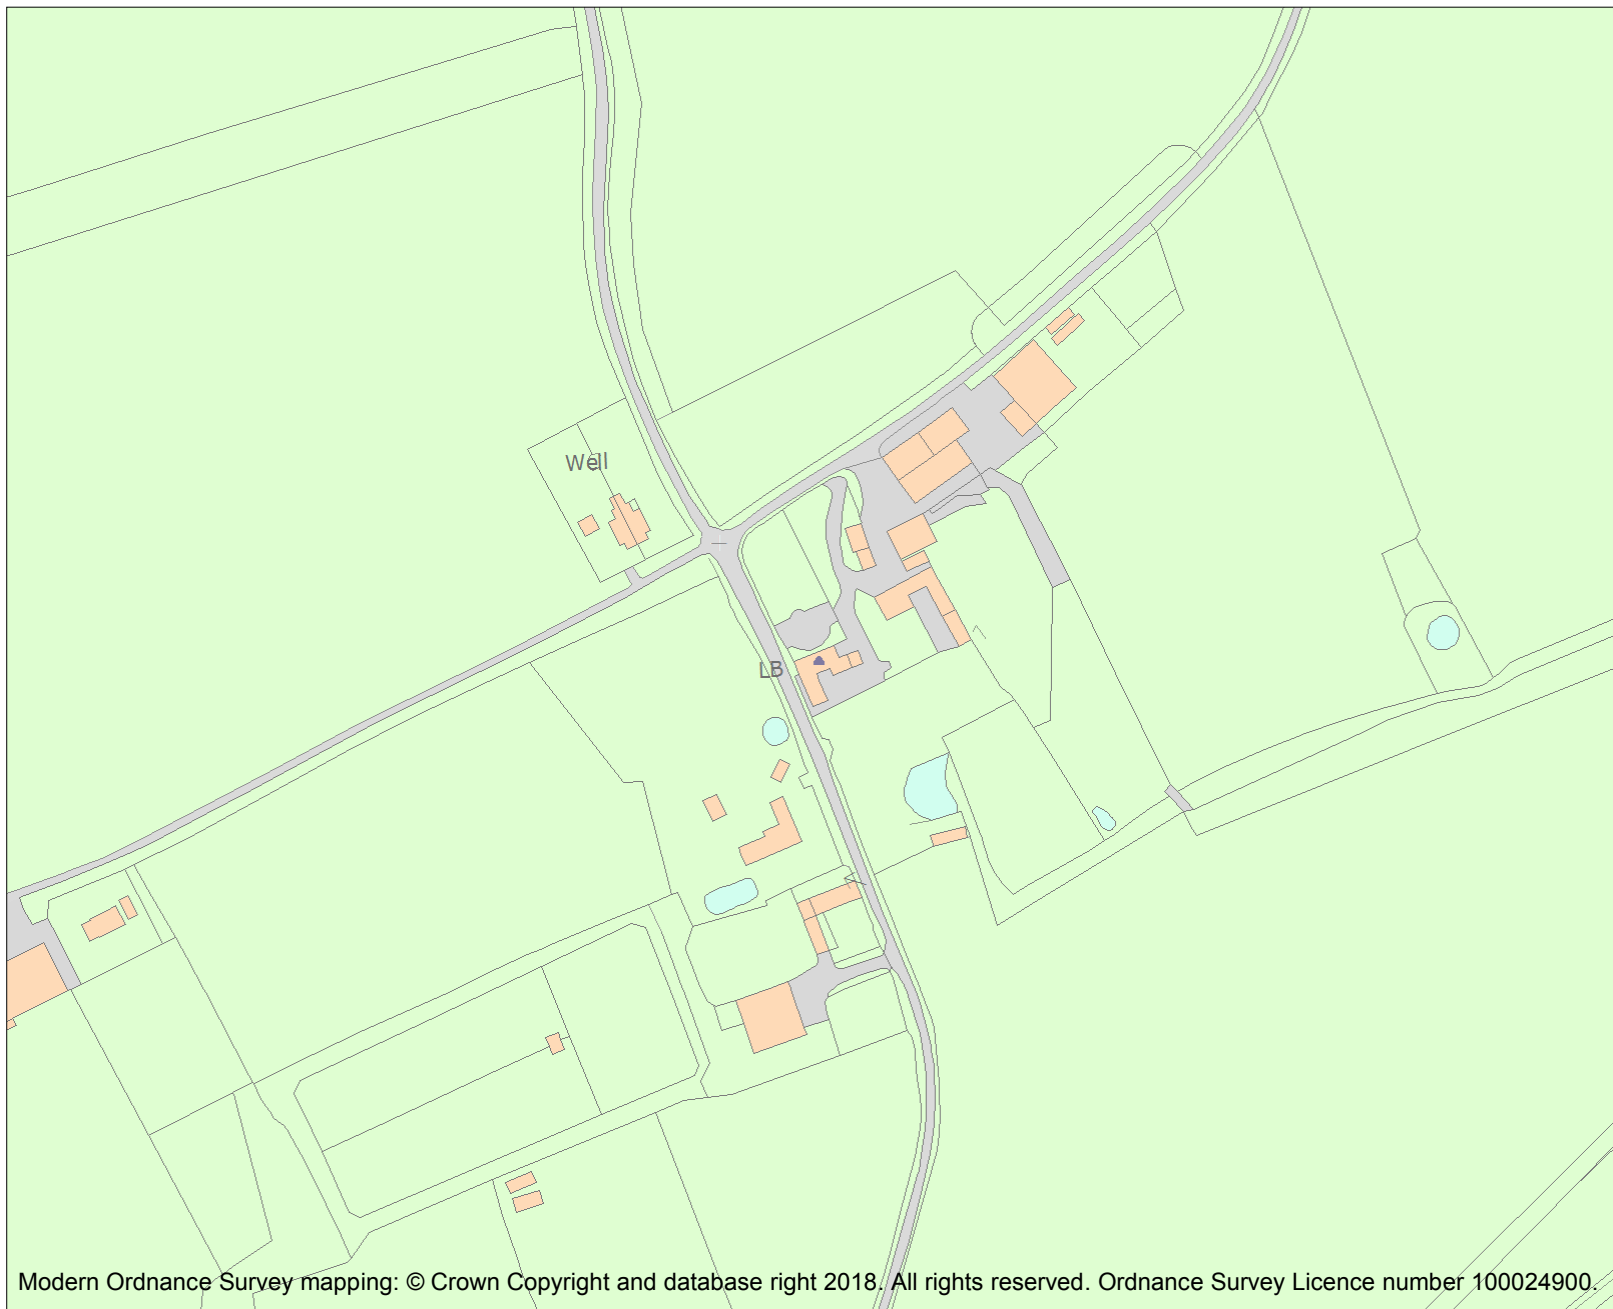 Well
LB
Modern Ordnance Survey mapping: © Crown Copyright and database right 2018. All rights reserved. Ordnance Survey Licence number 100024900.